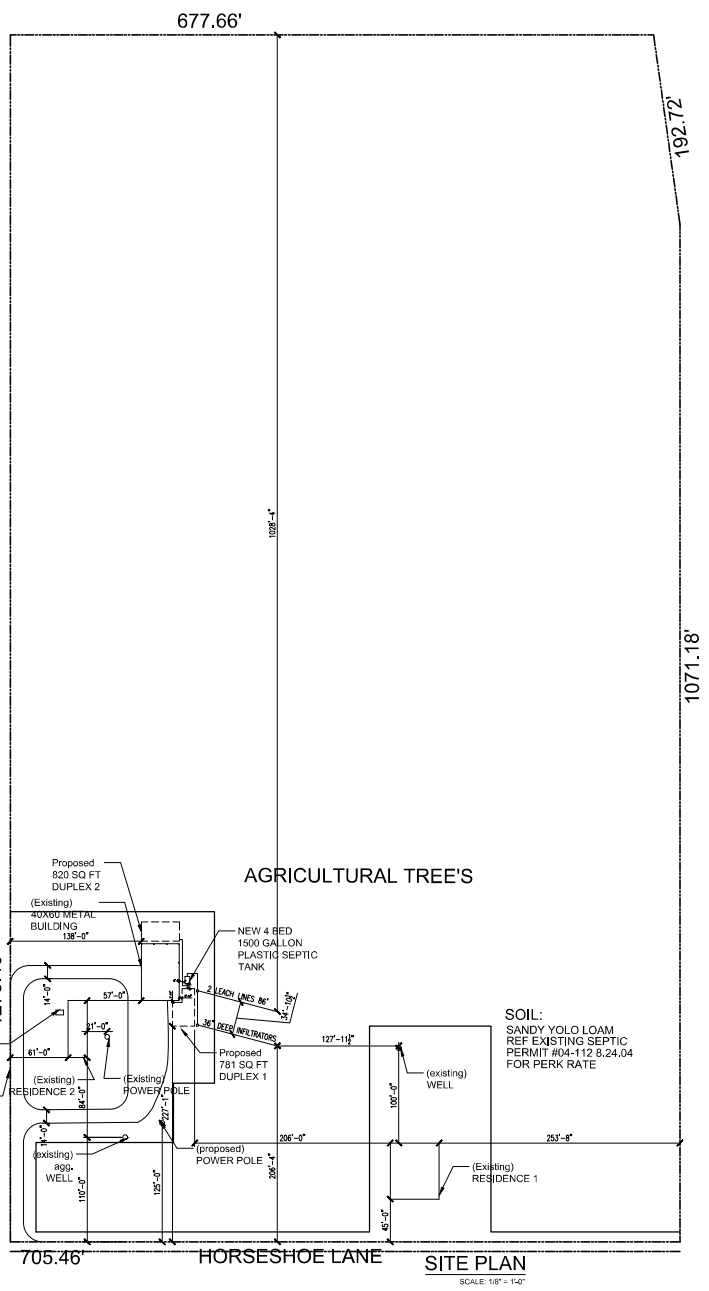 677.66'
192.72'
1028'-4"
1071.18'
AGRICULTURAL TREE'S
Proposed
820 SQ FT
DUPLEX 2
(Existing)
40X60 METAL
BUILDING
138'-0"
NEW 4 BED
1500 GALLON
PLASTIC SEPTIC
TANK
14'-0"
57'-0"
2 LEACH LINES 86'
34'-10½"
36" DEEP INFILTRATORS
21'-0"
127'-11½"
SOIL:
SANDY YOLO LOAM
REF EXISTING SEPTIC
PERMIT #04-112 8.24.04
FOR PERK RATE
61'-0"
Proposed
781 SQ FT
DUPLEX 1
(Existing)
RESIDENCE 2
(Existing)
POWER POLE
(existing)
WELL
84'-0"
100'-0"
227'-1"
14'-0"
(existing)
agg.
WELL
(proposed)
POWER POLE
206'-0"
253'-8"
(Existing)
RESIDENCE 1
110'-0"
125'-0"
206'-4"
45'-0"
705.46'
HORSESHOE LANE
SITE PLAN
SCALE: 1/8" = 1'-0"